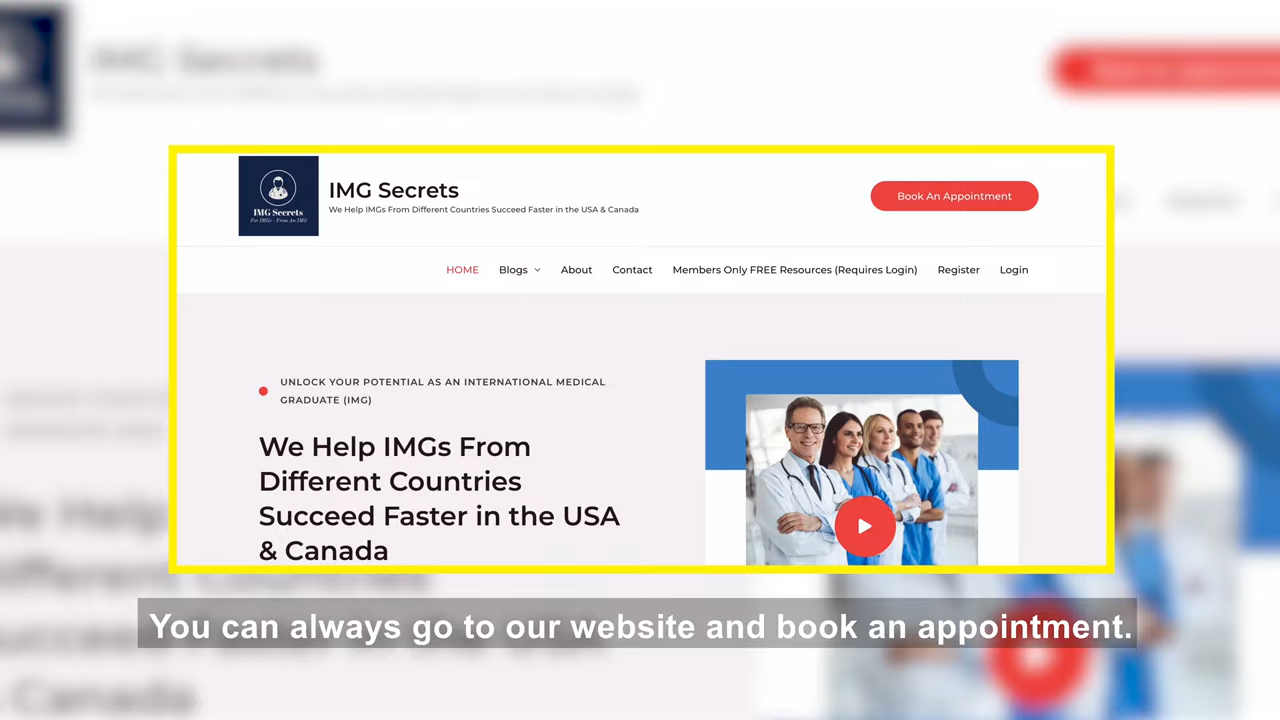 IMG Secrets
For IMGs - From An IMG
IMG Secrets
We Help IMGs From Different Countries Succeed Faster in the USA & Canada
Book An Appointment
HOME Blogs About Contact Members Only FREE Resources (Requires Login) Register Login
UNLOCK YOUR POTENTIAL AS AN INTERNATIONAL MEDICAL
GRADUATE (IMG)
We Help IMGs From
Different Countries
Succeed Faster in the USA
& Canada
You can always go to our website and book an appointment.